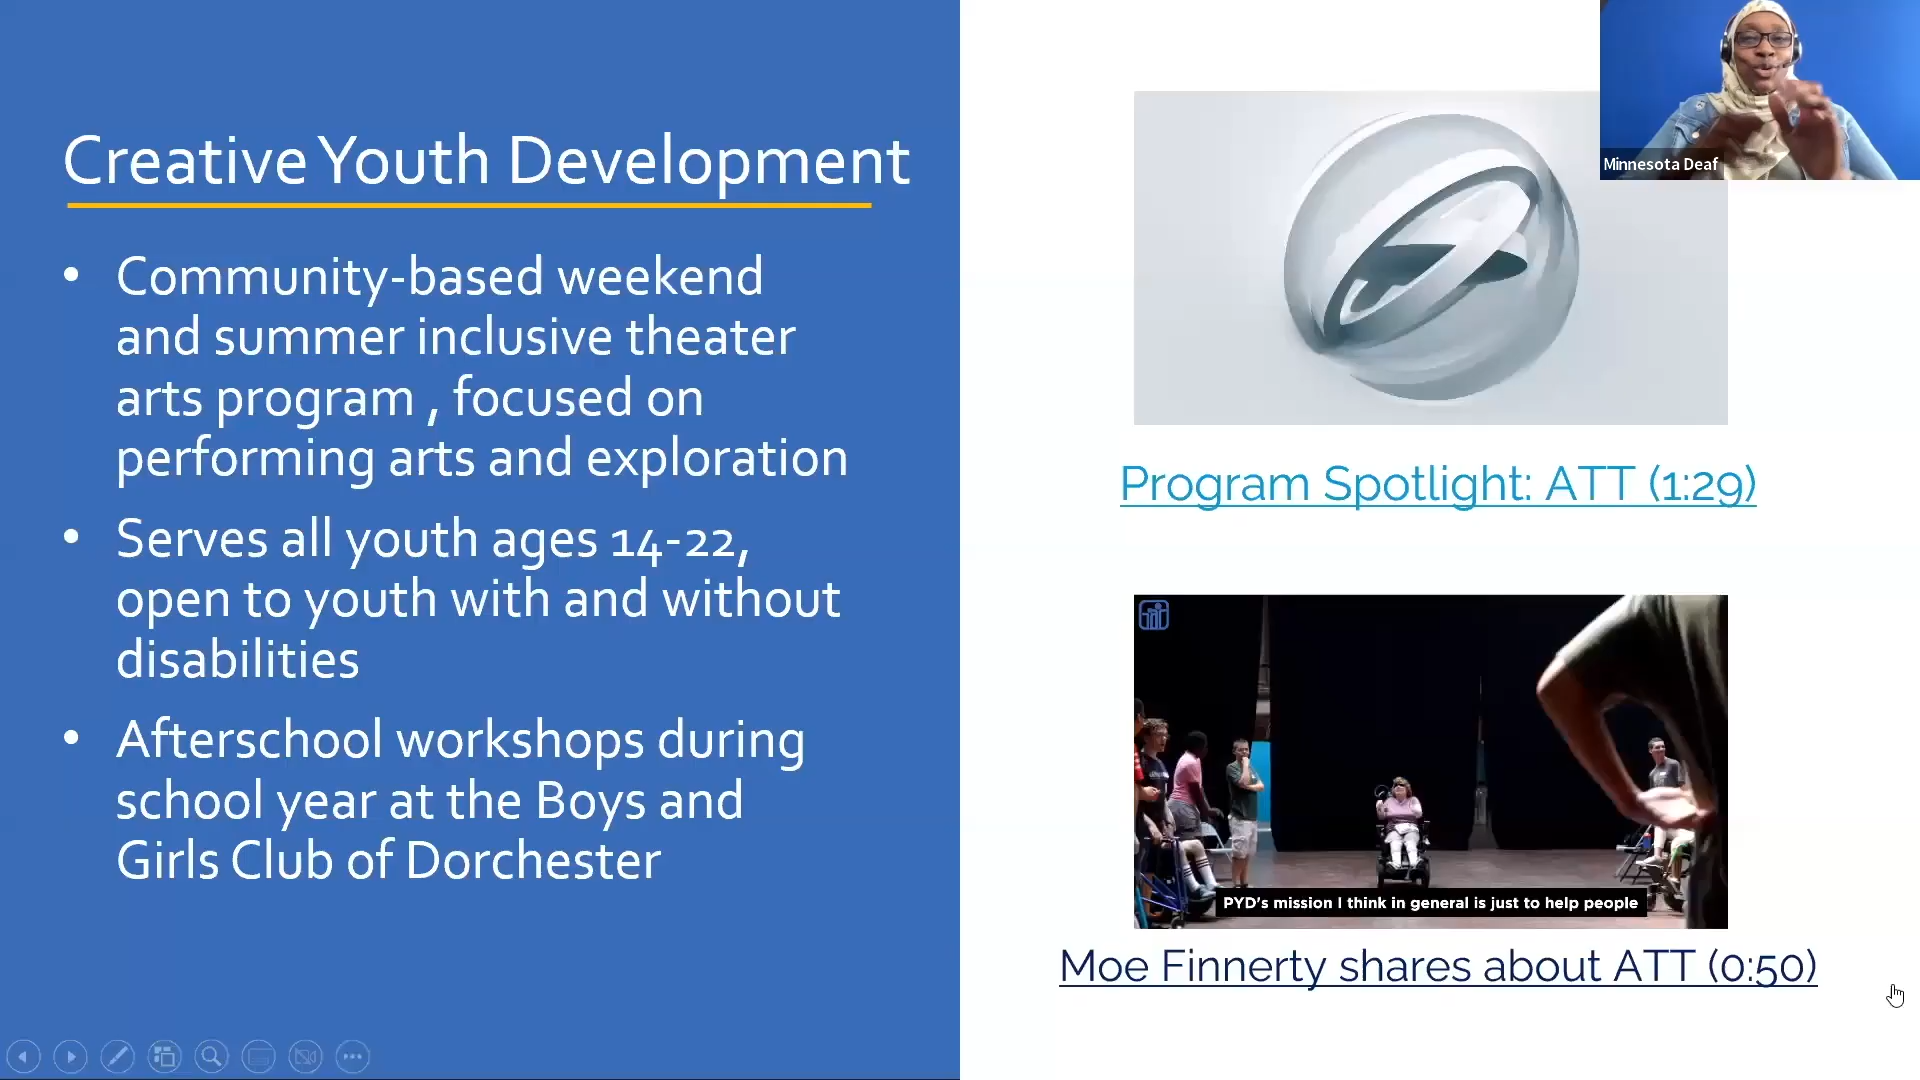 Creative Youth Development
• Community-based weekend
and summer inclusive theater
arts program , focused on
performing arts and exploration
• Serves all youth ages 14-22,
open to youth with and without
disabilities
• Afterschool workshops during
school year at the Boys and
Girls Club of Dorchester
Minnesota Deaf
Program Spotlight: ATT (1:29)
PYD's mission I think in general is just to help people
Moe Finnerty shares about ATT (0:50)